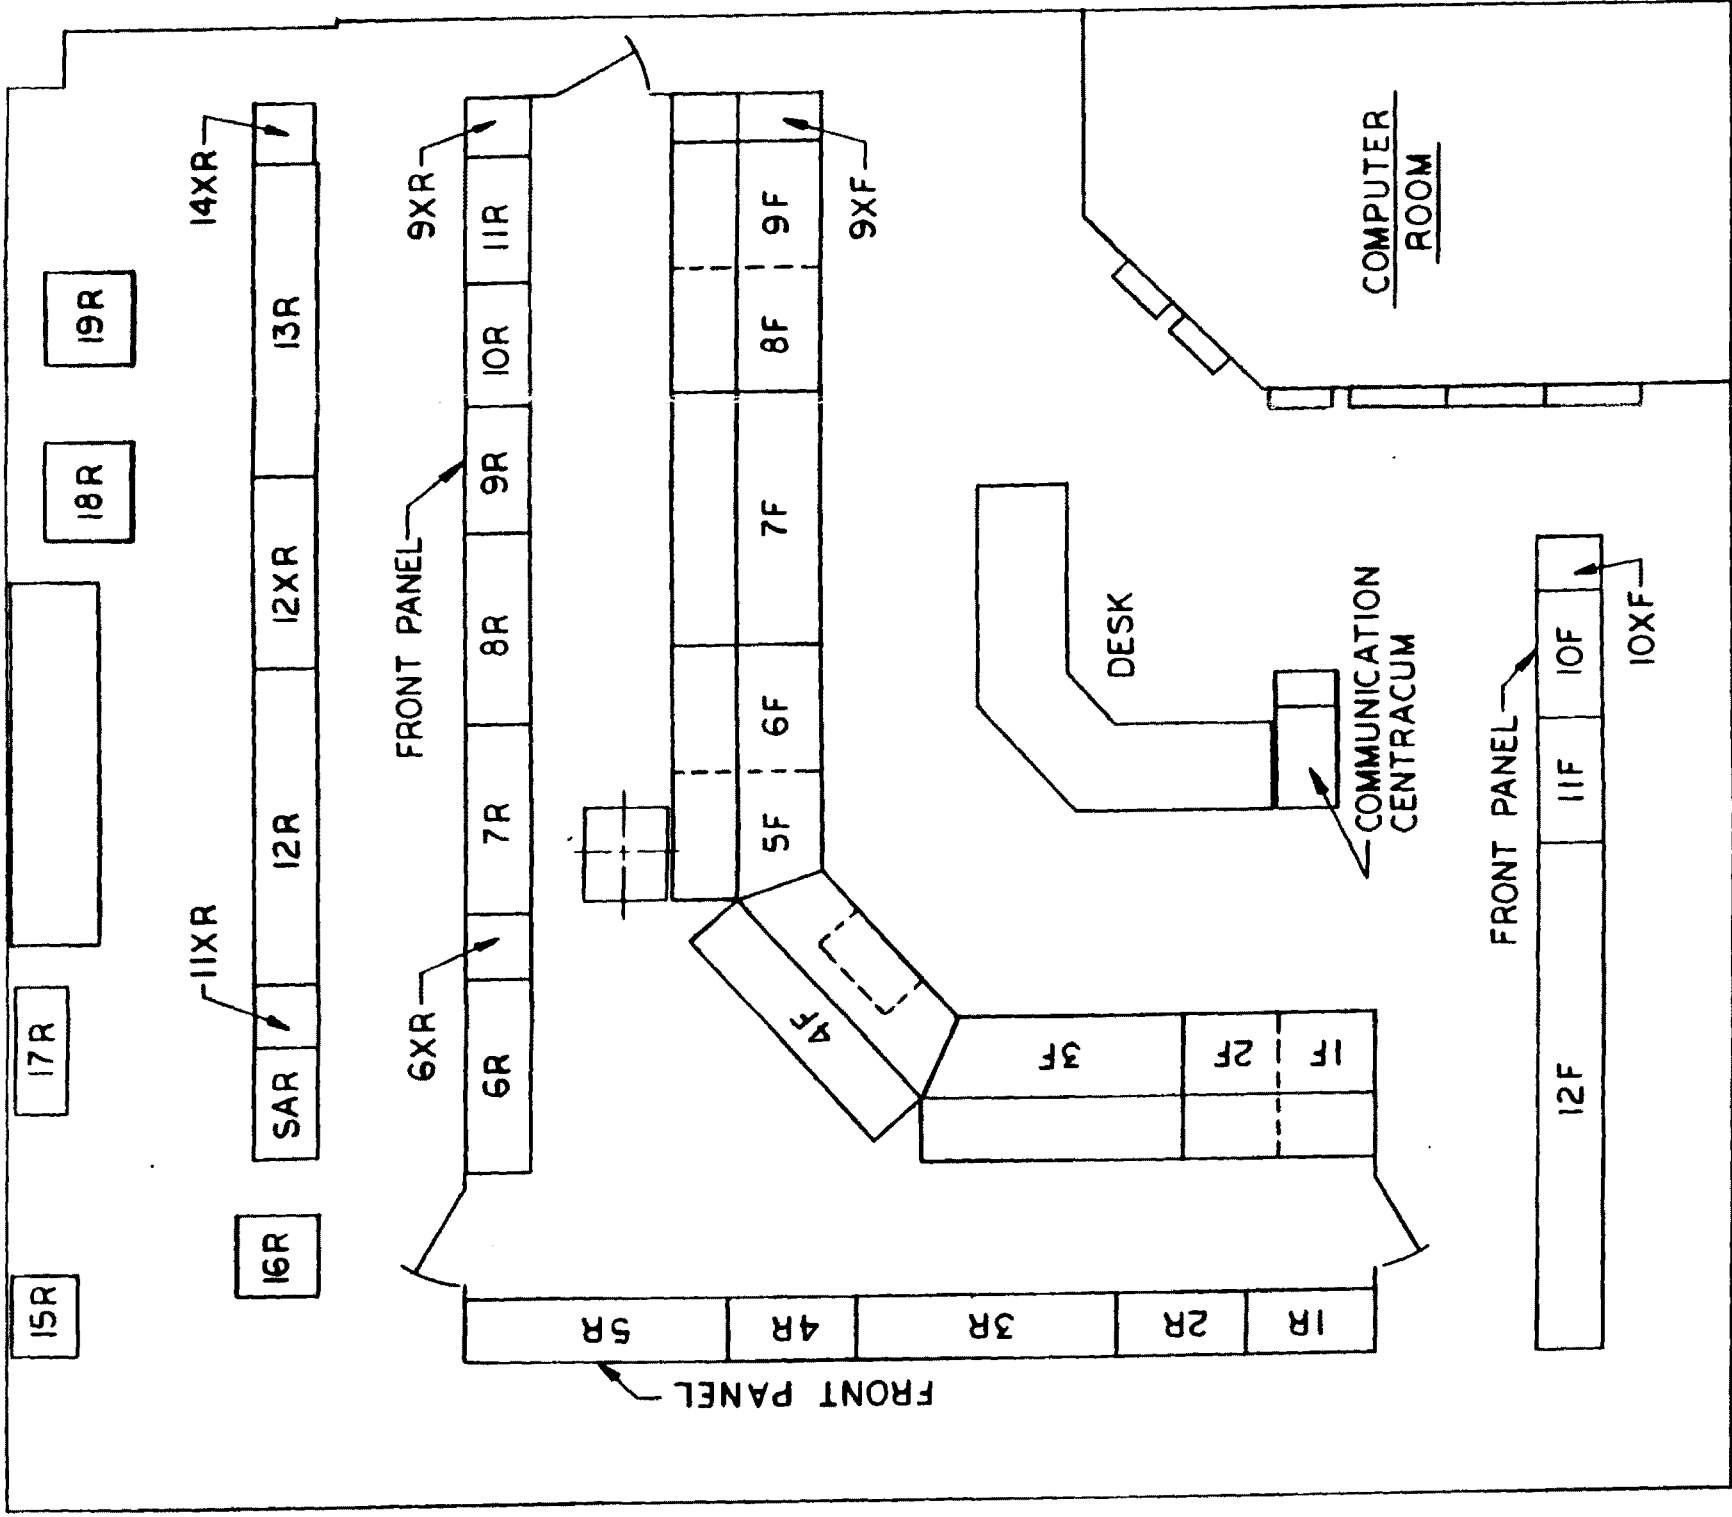 15R
17R
18R
19R
16R
SAR
11XR
12R
12XR
13R
14XR
6R
6XR
7R
8R
FRONT PANEL
9R
10R
11R
9XR
5R
4R
3R
2R
1R
FRONT PANEL
4F
5F
6F
7F
8F
9F
9XF
3F
2F
1F
DESK
COMMUNICATION
CENTRACUM
COMPUTER
ROOM
FRONT PANEL
12F
11F
10F
10XF